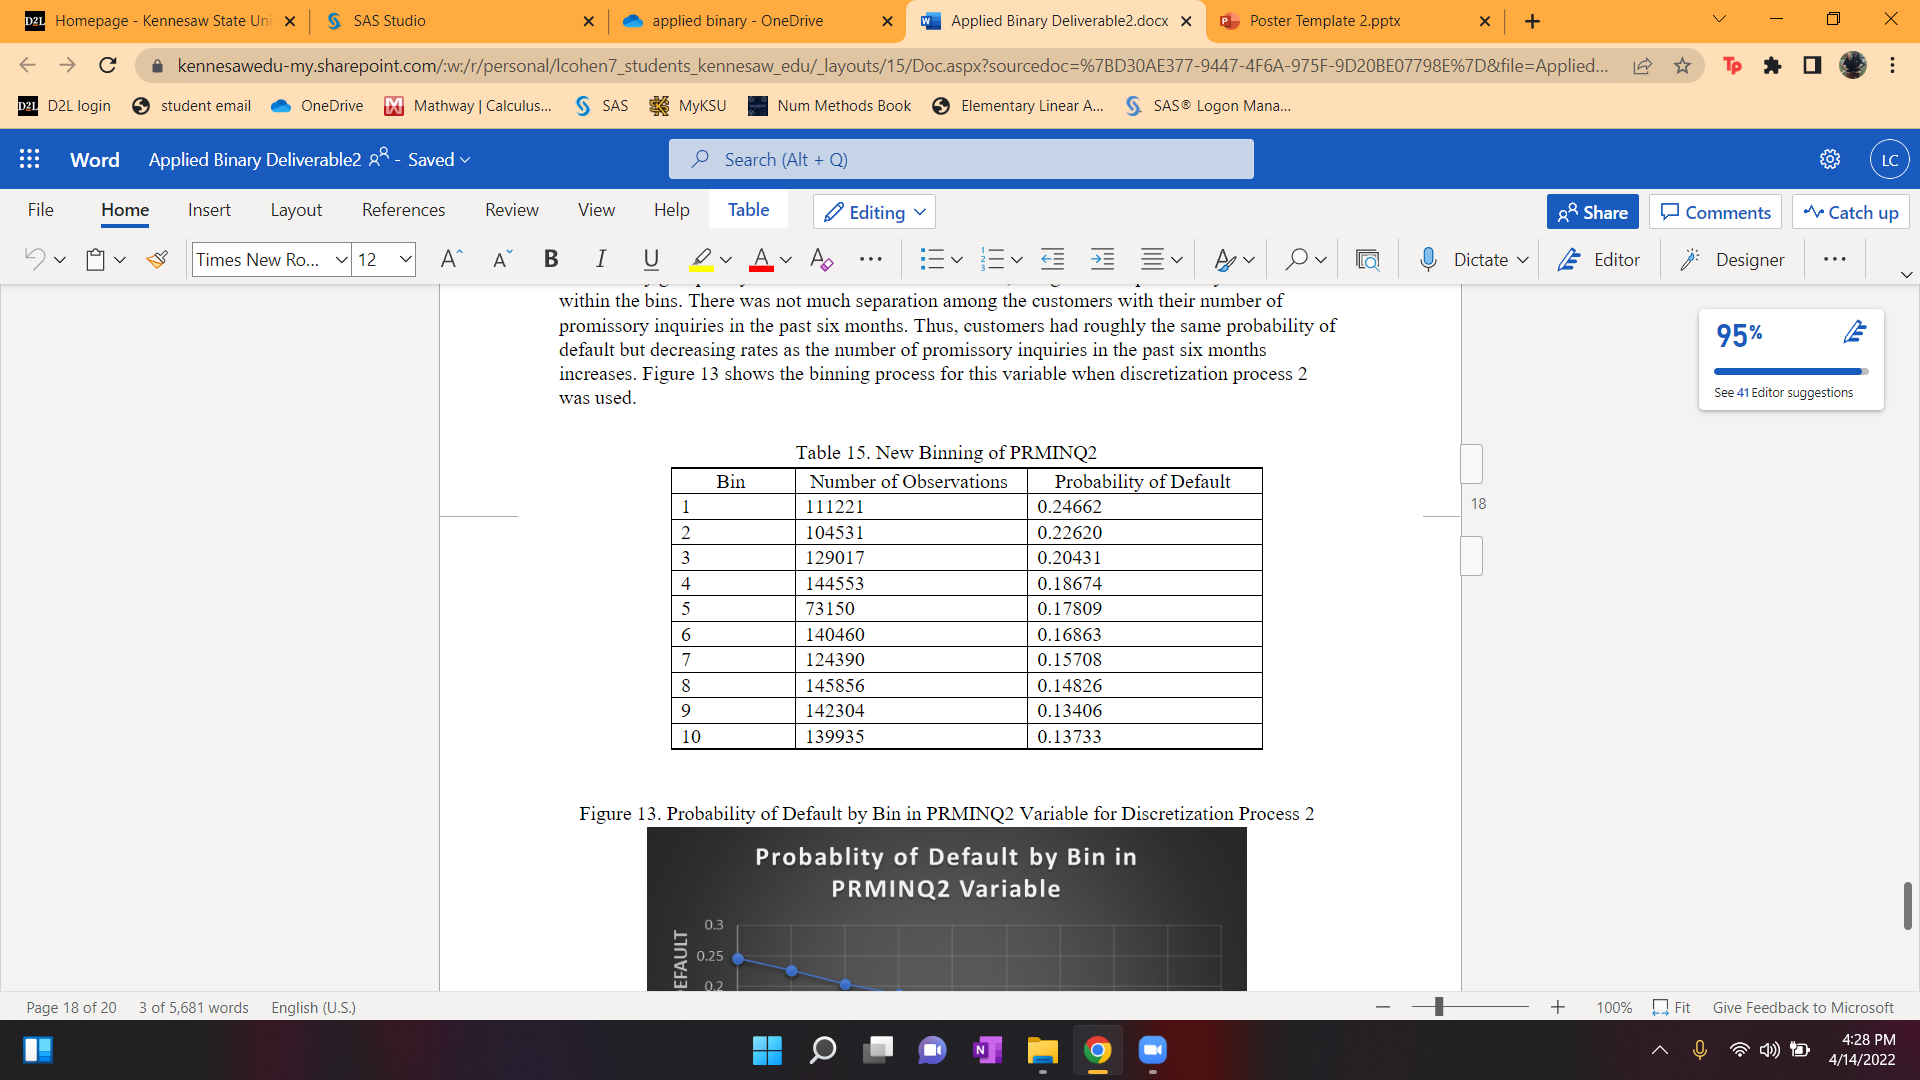 Homepage - Kennesaw State Uni
SAS Studio
applied binary - OneDrive
Applied Binary Deliverable2.docx
Poster Template 2.pptx
kennesawedu-my.sharepoint.com/:w:/r/personal/lcohen7_students_kennesaw_edu/_layouts/15/Doc.aspx?sourcedoc=%7BD30AE377-9447-4F6A-975F-9D20BE07798E%7D&file=Applied...
D2L login
student email
OneDrive
Mathway | Calculus...
SAS
MyKSU
Num Methods Book
Elementary Linear A...
SAS® Logon Mana...
Word
Applied Binary Deliverable2 - Saved
Search (Alt + Q)
LC
File
Home
Insert
Layout
References
Review
View
Help
Table
Editing
Share
Comments
Catch up
Times New Ro...
12
Dictate
Editor
Designer
within the bins. There was not much separation among the customers with their number of
promissory inquiries in the past six months. Thus, customers had roughly the same probability of
default but decreasing rates as the number of promissory inquiries in the past six months
increases. Figure 13 shows the binning process for this variable when discretization process 2
was used.
95%
See 41 Editor suggestions
Table 15. New Binning of PRMINQ2
Bin Number of Observations Probability of Default
1 111221 0.24662
2 104531 0.22620
3 129017 0.20431
4 144553 0.18674
5 73150 0.17809
6 140460 0.16863
7 124390 0.15708
8 145856 0.14826
9 142304 0.13406
10 139935 0.13733
18
Figure 13. Probability of Default by Bin in PRMINQ2 Variable for Discretization Process 2
Probablity of Default by Bin in
PRMINQ2 Variable
0.3
0.25
0.2
EFAULT
Page 18 of 20
3 of 5,681 words
English (U.S.)
100%
Fit
Give Feedback to Microsoft
4:28 PM
4/14/2022